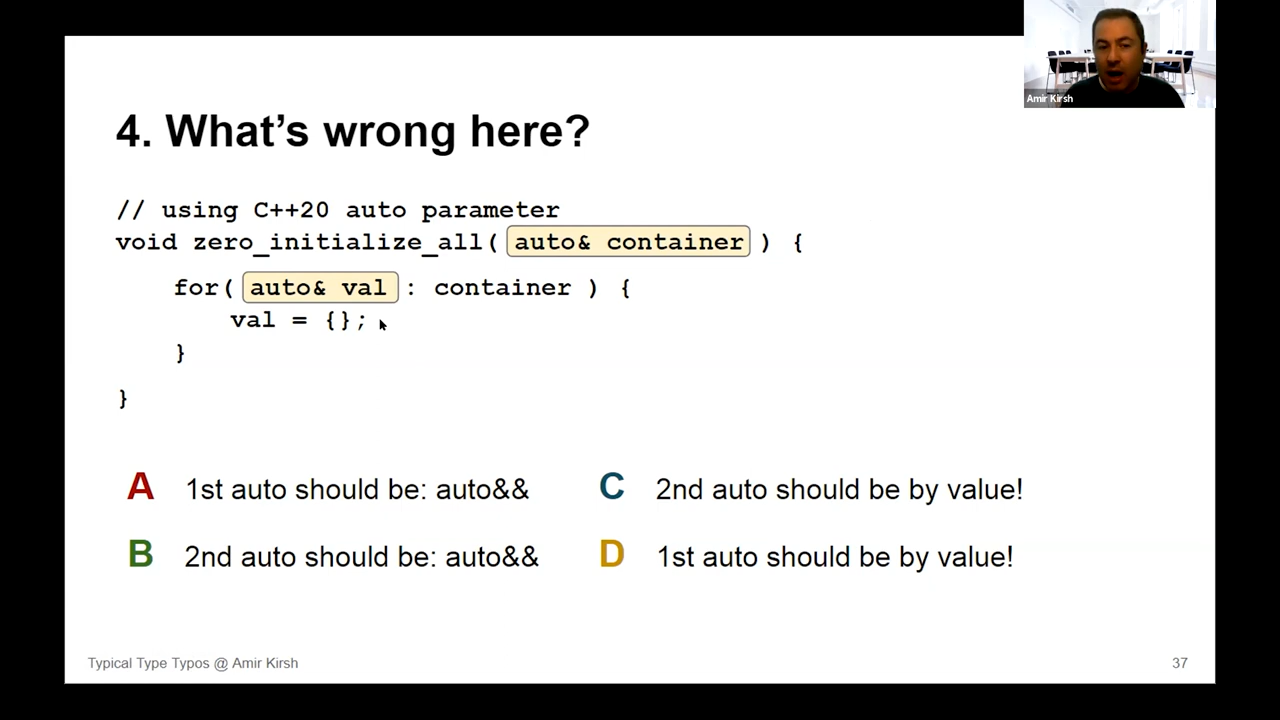 Amir Kirsh
4. What's wrong here?
// using C++20 auto parameter
void zero_initialize_all( auto& container ) {
for( auto& val : container ) {
val = {};
}
}
A 1st auto should be: auto&&
B 2nd auto should be: auto&&
C 2nd auto should be by value!
D 1st auto should be by value!
Typical Type Typos @ Amir Kirsh
37